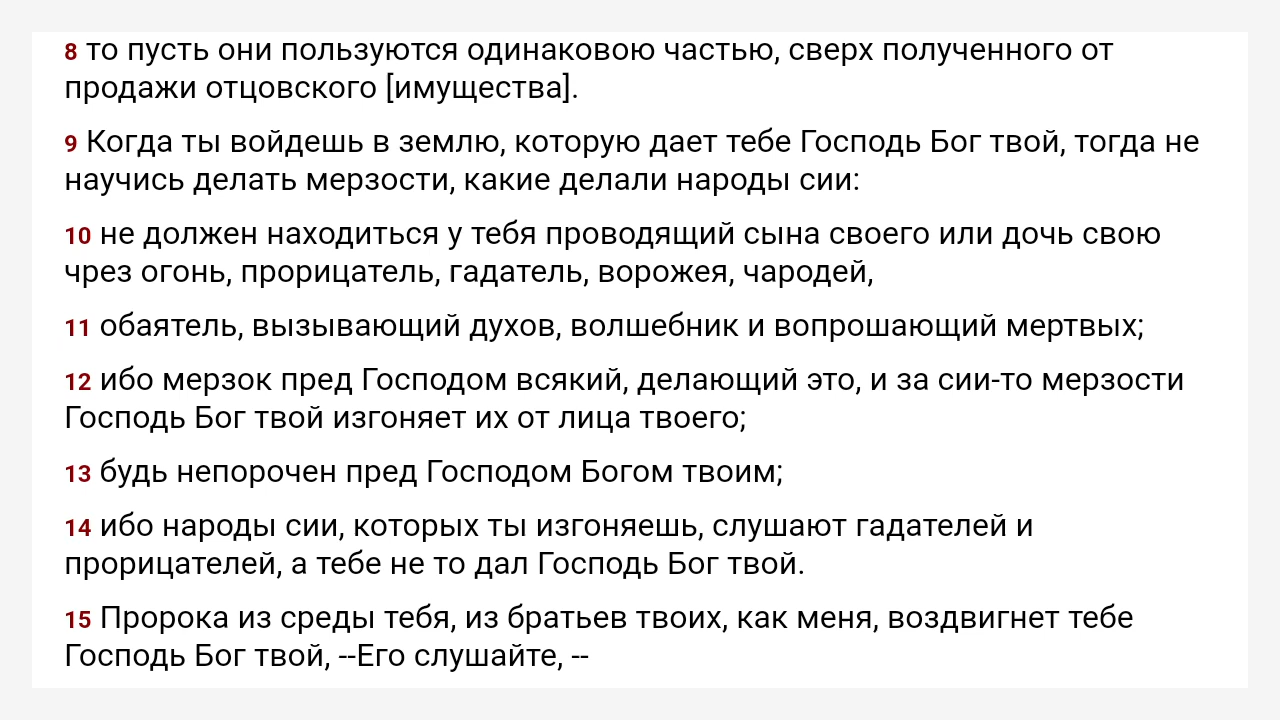 8 то пусть они пользуются одинаковою частью, сверх полученного от
продажи отцовского [имущества].
9 Когда ты войдешь в землю, которую дает тебе Господь Бог твой, тогда не
научись делать мерзости, какие делали народы сии:
10 не должен находиться у тебя проводящий сына своего или дочь свою
чрез огонь, прорицатель, гадатель, ворожея, чародей,
11 обаятель, вызывающий духов, волшебник и вопрошающий мертвых;
12 ибо мерзок пред Господом всякий, делающий это, и за сии-то мерзости
Господь Бог твой изгоняет их от лица твоего;
13 будь непорочен пред Господом Богом твоим;
14 ибо народы сии, которых ты изгоняешь, слушают гадателей и
прорицателей, а тебе не то дал Господь Бог твой.
15 Пророка из среды тебя, из братьев твоих, как меня, воздвигнет тебе
Господь Бог твой, --Его слушайте, --